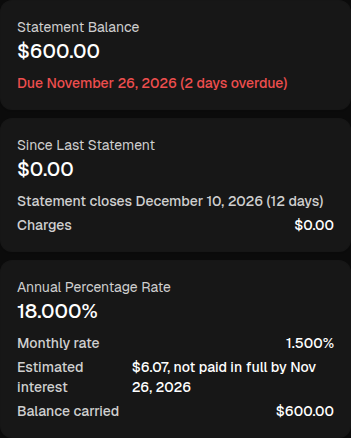 Statement Balance
$600.00
Due November 26, 2026 (2 days overdue)
Since Last Statement
$0.00
Statement closes December 10, 2026 (12 days)
Charges $0.00
Annual Percentage Rate
18.000%
Monthly rate 1.500%
Estimated $6.07, not paid in full by Nov
interest 26, 2026
Balance carried $600.00